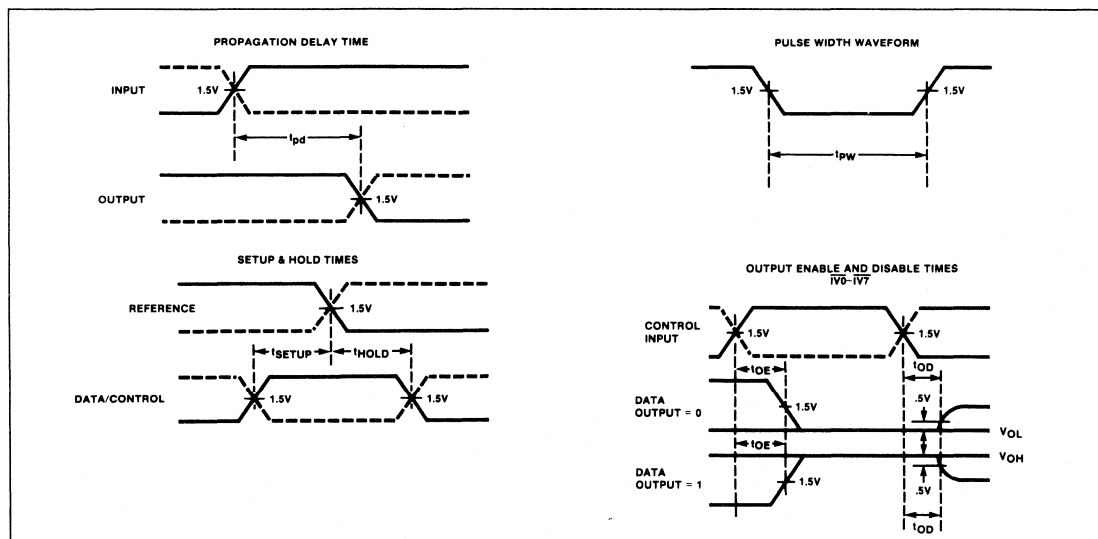 PROPAGATION DELAY TIME
INPUT
1.5V
tpd
OUTPUT
1.5V
PULSE WIDTH WAVEFORM
1.5V
1.5V
tPW
SETUP & HOLD TIMES
REFERENCE
1.5V
tSETUP
tHOLD
DATA/CONTROL
1.5V
1.5V
OUTPUT ENABLE AND DISABLE TIMES
IV0~IV7
CONTROL
INPUT
1.5V
1.5V
tOE
tOD
DATA
OUTPUT = 0
1.5V
.5V
VOL
tOE
VOH
DATA
OUTPUT = 1
1.5V
.5V
tOD